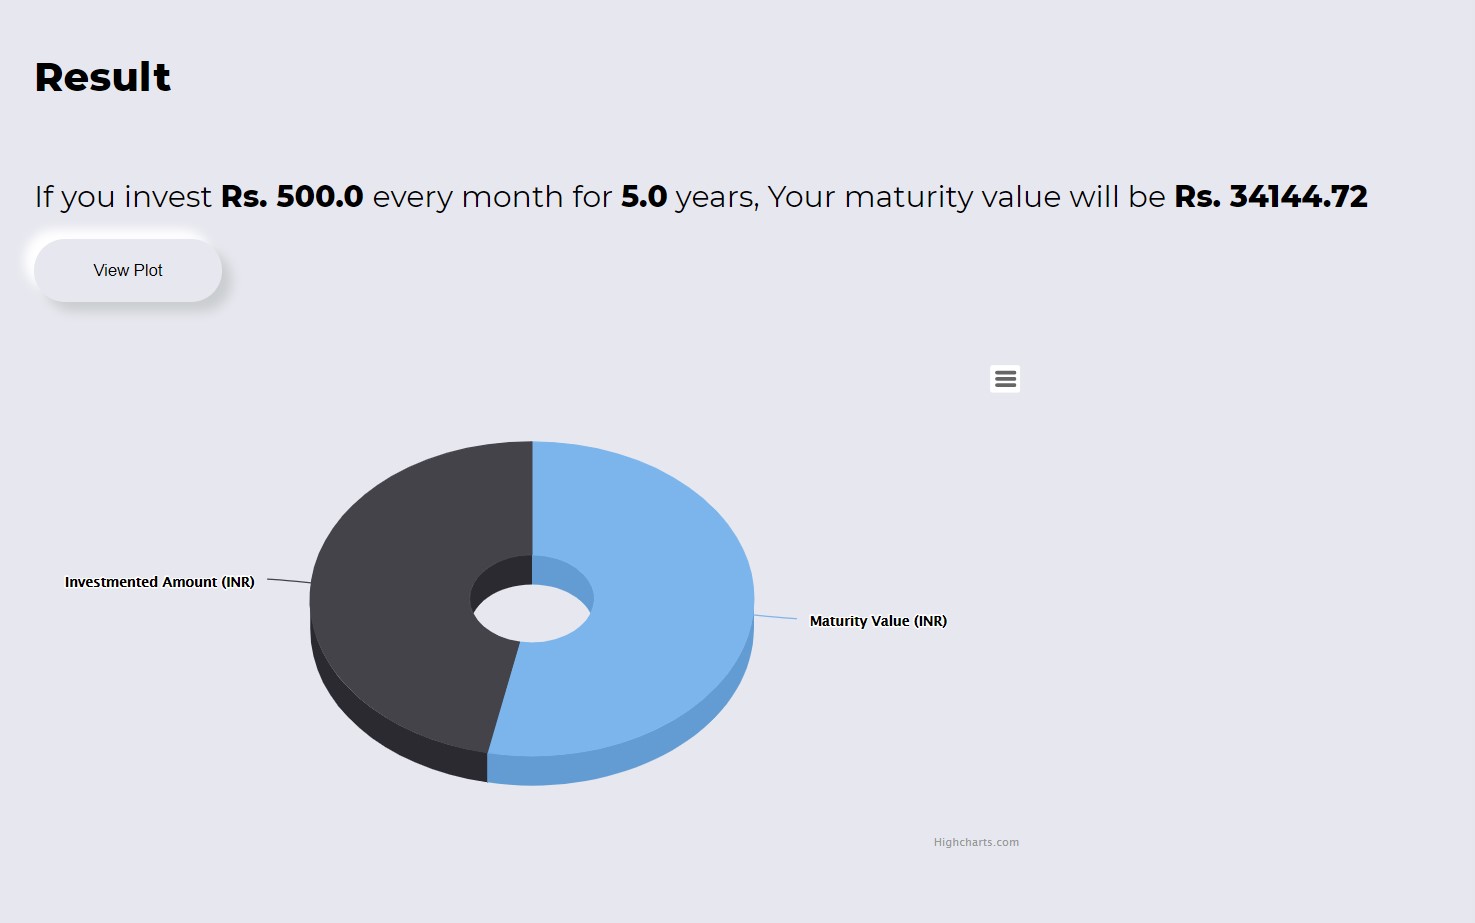 Result
If you invest Rs. 500.0 every month for 5.0 years, Your maturity value will be Rs. 34144.72
View Plot
Investmented Amount (INR)
Maturity Value (INR)
Highcharts.com